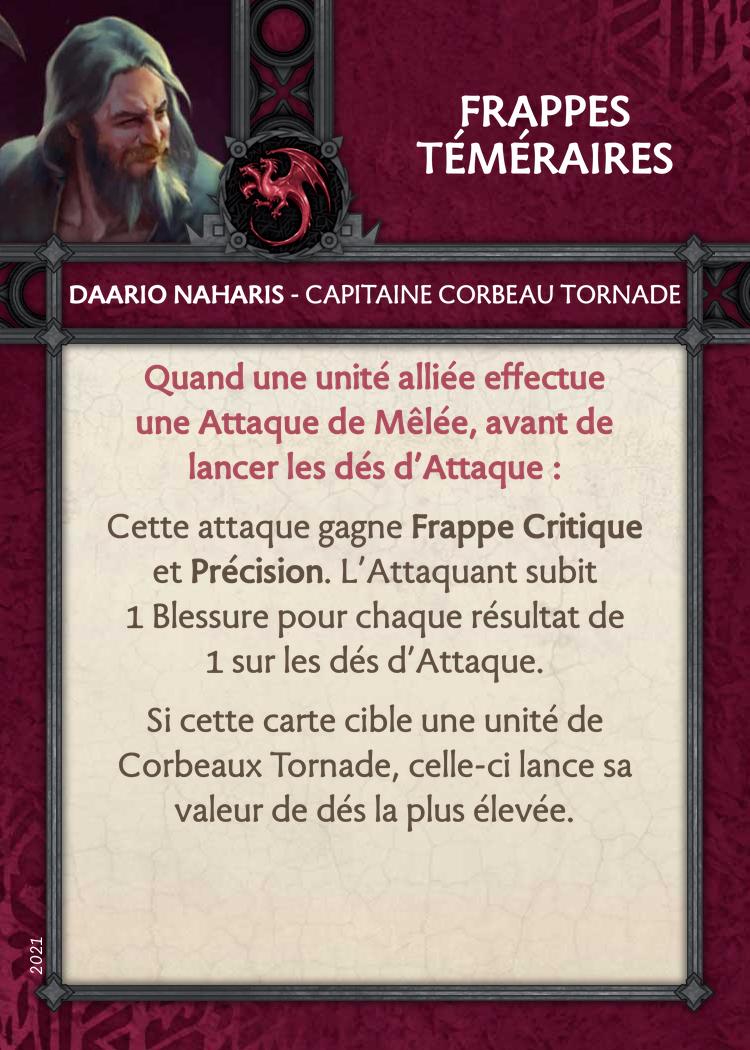 FRAPPES
TÉMÉRAIRES
DAARIO NAHARIS - CAPITAINE CORBEAU TORNADE
Quand une unité alliée effectue
une Attaque de Mêlée, avant de
lancer les dés d'Attaque :
Cette attaque gagne Frappe Critique
et Précision. L'Attaquant subit
1 Blessure pour chaque résultat de
1 sur les dés d'Attaque.
Si cette carte cible une unité de
Corbeaux Tornade, celle-ci lance sa
valeur de dés la plus élevée.
2021